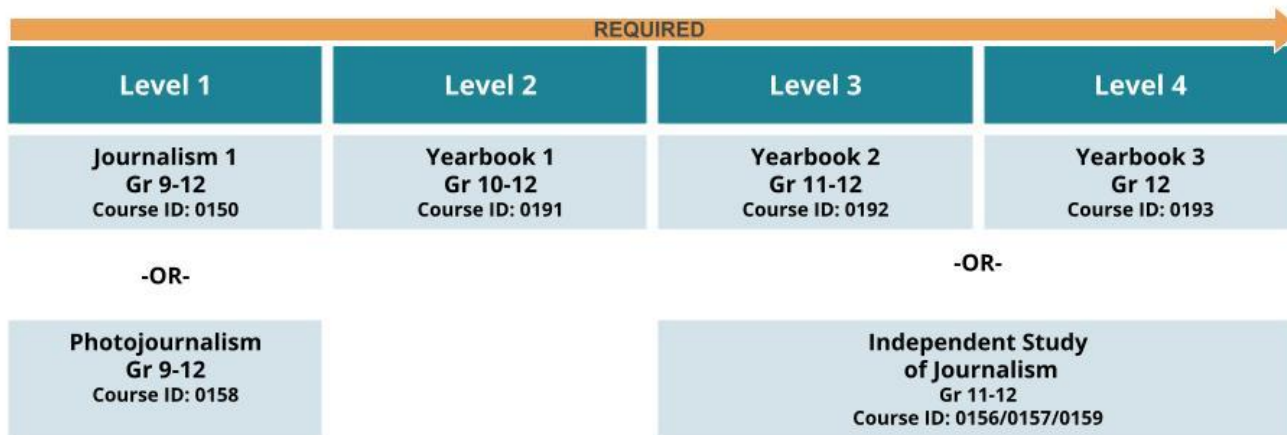 REQUIRED
Level 1
Level 2
Level 3
Level 4
Journalism 1
Gr 9-12
Course ID: 0150
Yearbook 1
Gr 10-12
Course ID: 0191
Yearbook 2
Gr 11-12
Course ID: 0192
Yearbook 3
Gr 12
Course ID: 0193
-OR-
-OR-
Photojournalism
Gr 9-12
Course ID: 0158
Independent Study
of Journalism
Gr 11-12
Course ID: 0156/0157/0159